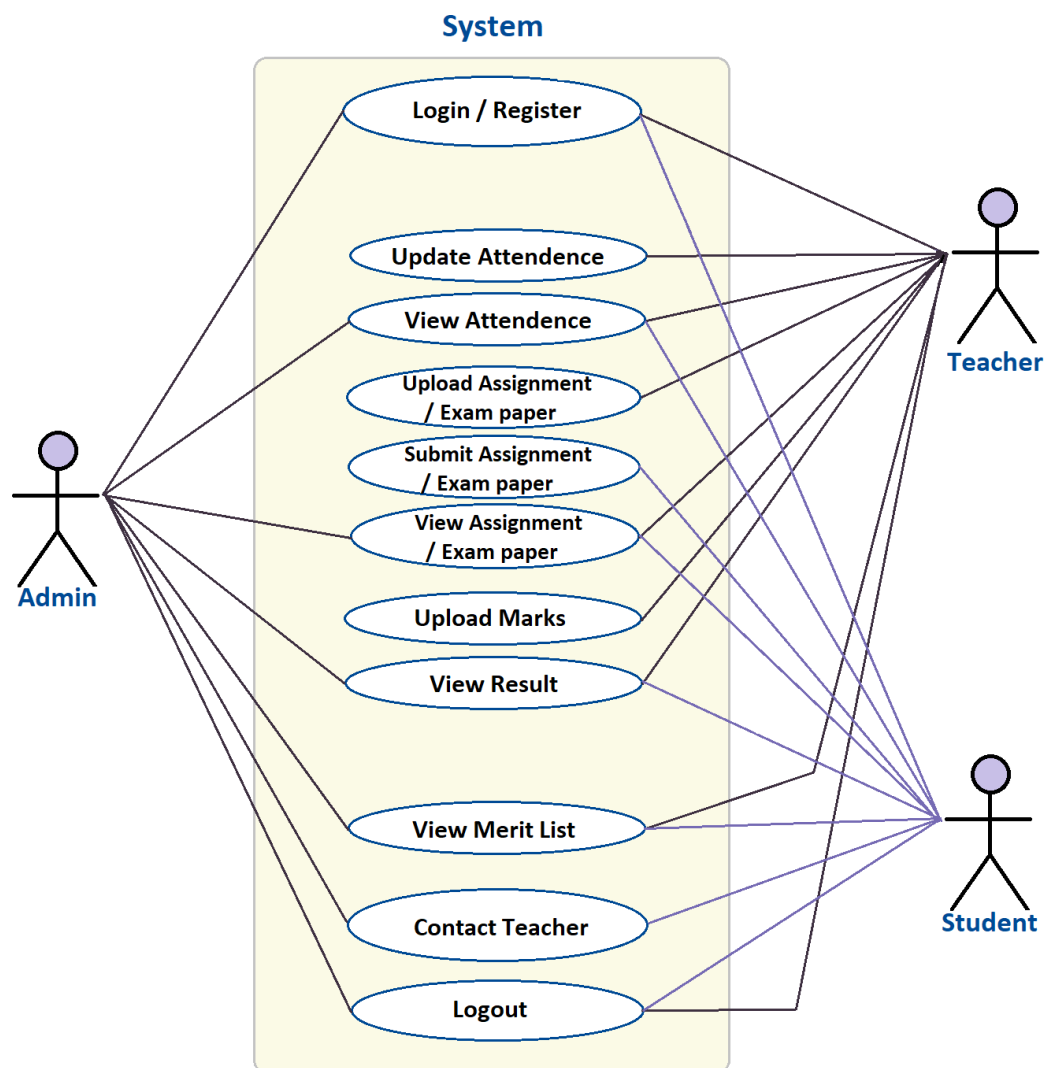 System
Login / Register
Update Attendence
View Attendence
Upload Assignment
/ Exam paper
Submit Assignment
/ Exam paper
View Assignment
/ Exam paper
Upload Marks
View Result
View Merit List
Contact Teacher
Logout
Admin
Teacher
Student